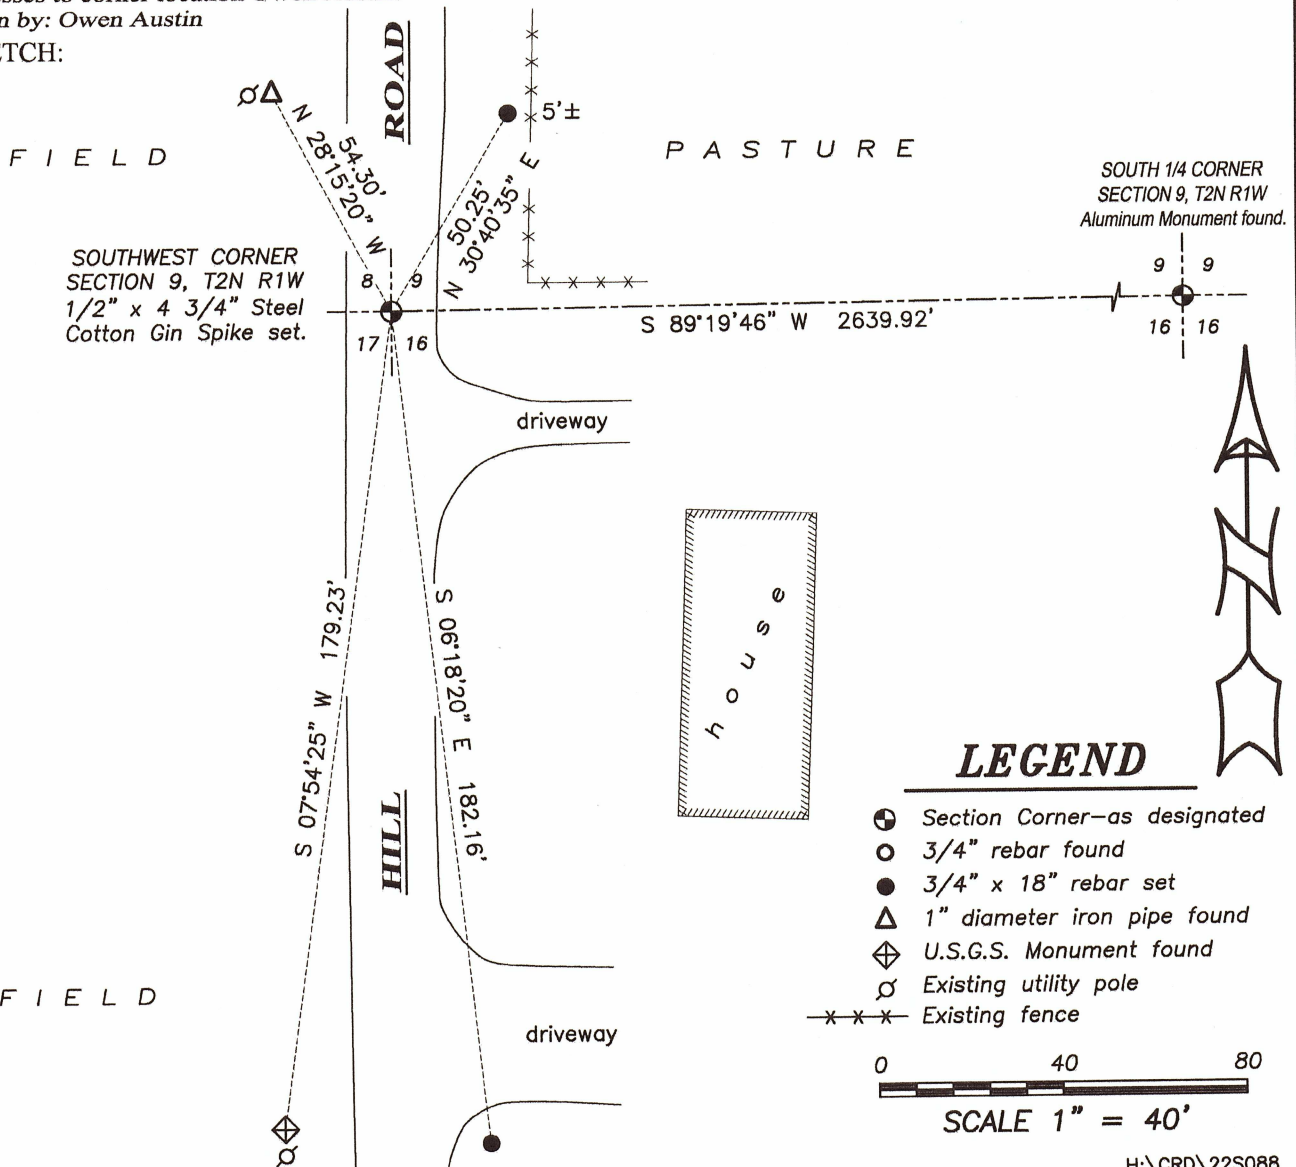 n by: Owen Austin
ETCH:
ROAD
5'±
FIELD
N 28°15'20" W
54.30'
50.25'
N 30°40'35" E
PASTURE
SOUTH 1/4 CORNER
SECTION 9, T2N R1W
Aluminum Monument found.
SOUTHWEST CORNER
SECTION 9, T2N R1W
1/2" x 4 3/4" Steel
Cotton Gin Spike set.
8 9
17 16
9 9
16 16
S 89°19'46" W 2639.92'
driveway
S 07°54'25" W 179.23'
S 06°18'20" E 182.16'
house
N
HILL
LEGEND
Section Corner-as designated
3/4" rebar found
3/4" x 18" rebar set
1" diameter iron pipe found
U.S.G.S. Monument found
Existing utility pole
Existing fence
FIELD
driveway
0 40 80
SCALE 1" = 40'
H:\CRD\22S088